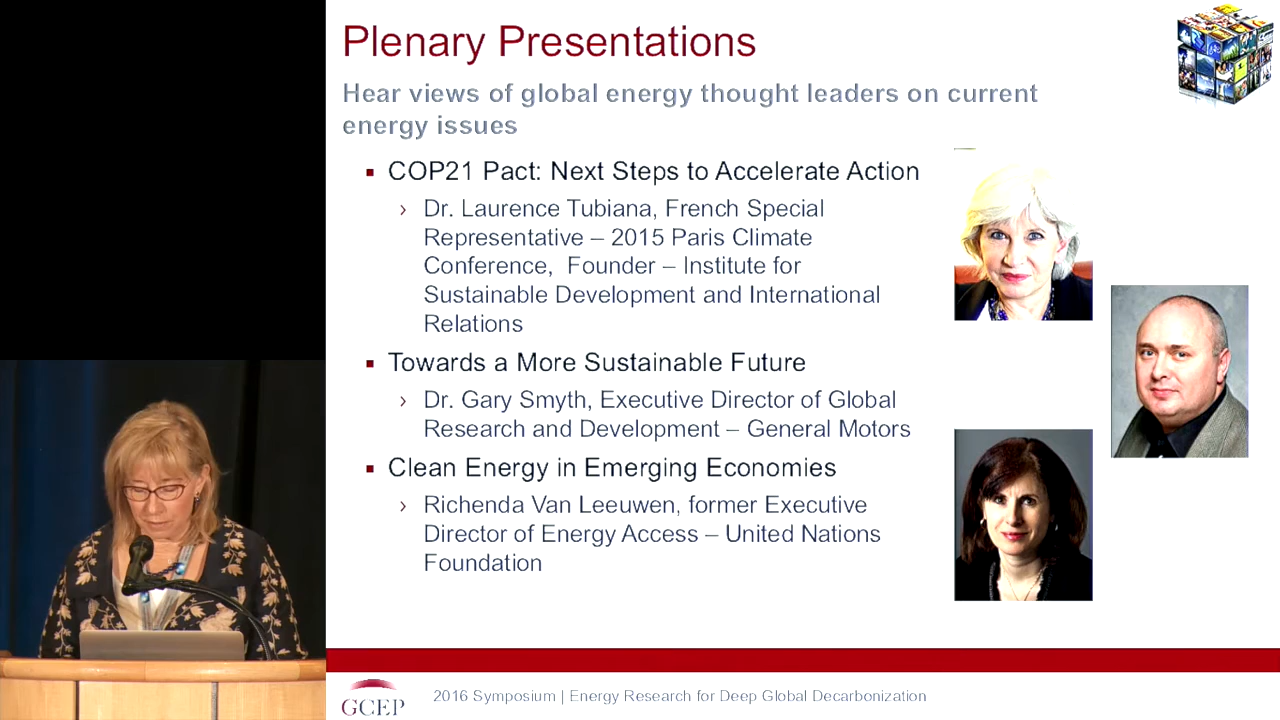 Plenary Presentations
Hear views of global energy thought leaders on current
energy issues
▪ COP21 Pact: Next Steps to Accelerate Action
› Dr. Laurence Tubiana, French Special
Representative – 2015 Paris Climate
Conference,  Founder – Institute for
Sustainable Development and International
Relations
▪ Towards a More Sustainable Future
› Dr. Gary Smyth, Executive Director of Global
Research and Development – General Motors
▪ Clean Energy in Emerging Economies
› Richenda Van Leeuwen, former Executive
Director of Energy Access – United Nations
Foundation
GCEP
2016 Symposium | Energy Research for Deep Global Decarbonization